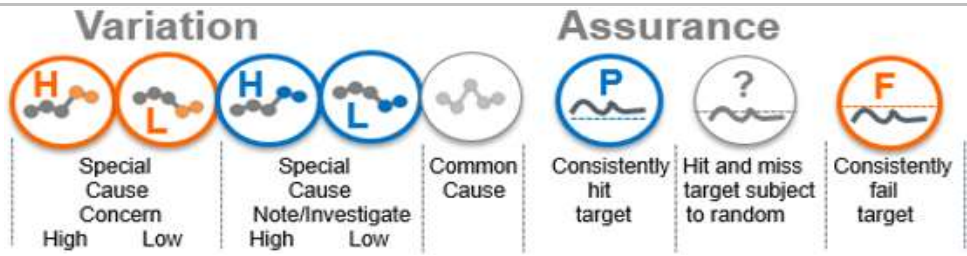 Variation Assurance
H L H L P ? F
Special Cause Concern High Low
Special Cause Note/Investigate High Low
Common Cause
Consistently hit target
Hit and miss target subject to random
Consistently fail target